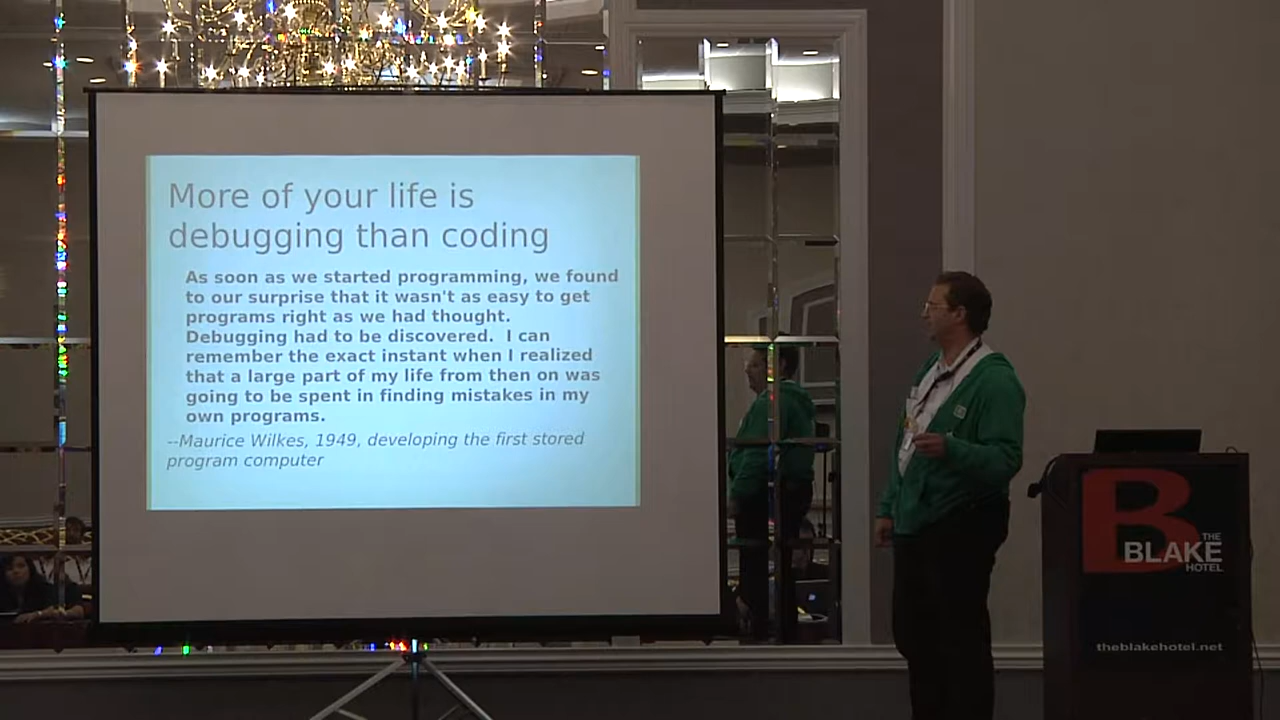 More of your life is
debugging than coding
As soon as we started programming, we found
to our surprise that it wasn't as easy to get
programs right as we had thought.
Debugging had to be discovered.  I can
remember the exact instant when I realized
that a large part of my life from then on was
going to be spent in finding mistakes in my
own programs.
--Maurice Wilkes, 1949, developing the first stored
program computer
B
THE
BLAKE
HOTEL
theblakehotel.net